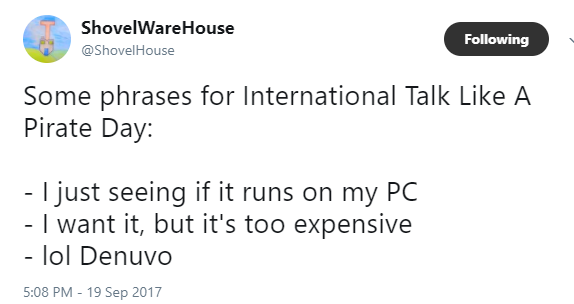 ShovelWareHouse
@ShovelHouse
Following
Some phrases for International Talk Like A
Pirate Day:
- I just seeing if it runs on my PC
- I want it, but it's too expensive
- lol Denuvo
5:08 PM - 19 Sep 2017